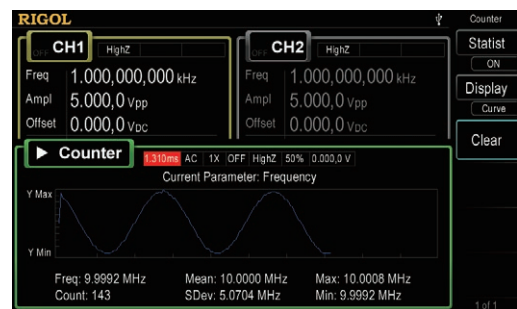 RIGOL
Counter
OFF CH1 HighZ
OFF CH2 HighZ
Freq 1.000,000,000 kHz
Ampl 5.000,0 Vpp
Offset 0.000,0 VDC
Freq 1.000,000,000 kHz
Ampl 5.000,0 Vpp
Offset 0.000,0 VDC
Statist
ON
Display
Curve
Clear
Counter
1.310ms AC 1X OFF HighZ 50% 0.000,0 V
Current Parameter: Frequency
Y Max
Y Min
Freq: 9.9992 MHz Mean: 10.0000 MHz Max: 10.0008 MHz
Count: 143 SDev: 5.0704 MHz Min: 9.9992 MHz
1 of 1